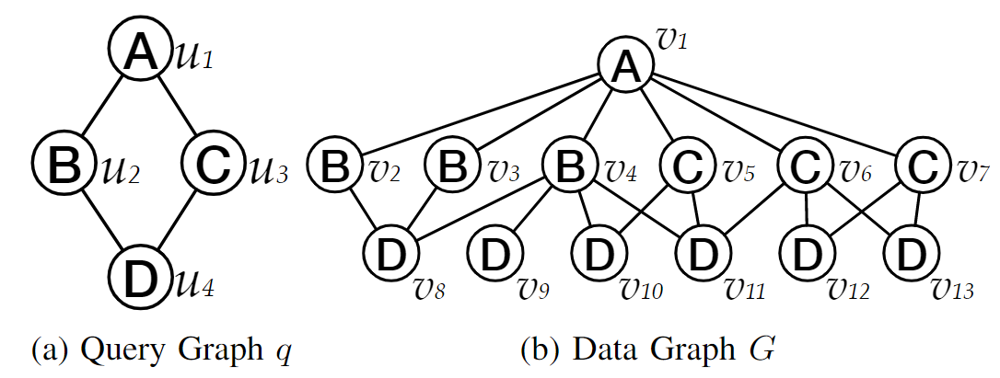 A u1
B u2 C u3
D u4
(a) Query Graph q
A v1
B v2 B v3 B v4 C v5 C v6 C v7
D v8 D v9 D v10 D v11 D v12 D v13
(b) Data Graph G